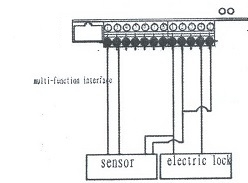 multi-function interface
sensor
electric lock